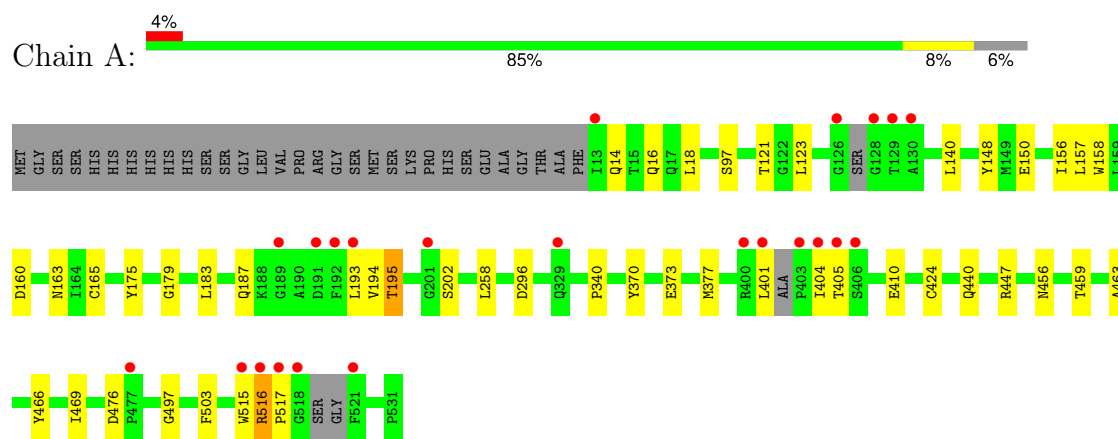 4%
Chain A:
85% 8% 6%
MET GLY SER SER HIS HIS HIS HIS HIS HIS SER SER GLY LEU VAL PRO ARG GLY SER MET SER LYS PRO HIS SER GLU ALA GLY THR ALA PHE I13 Q14 T15 Q16 Q17 L18 S97 T121 G122 L123 G126 SER G128 T129 A130 L140 Y148 M149 E150 I156 L157 W158 L159
D160 N163 I164 C165 Y175 G179 L183 Q187 K188 G189 A190 D191 F192 L193 V194 T195 G201 S202 L258 D296 Q329 P340 Y370 E373 M377 R400 L401 ALA P403 I404 T405 S406 E410 C424 Q440 R447 N456 T459 A463
Y466 I469 D476 P477 G497 F503 W515 R516 P517 G518 SER GLY F521 P531